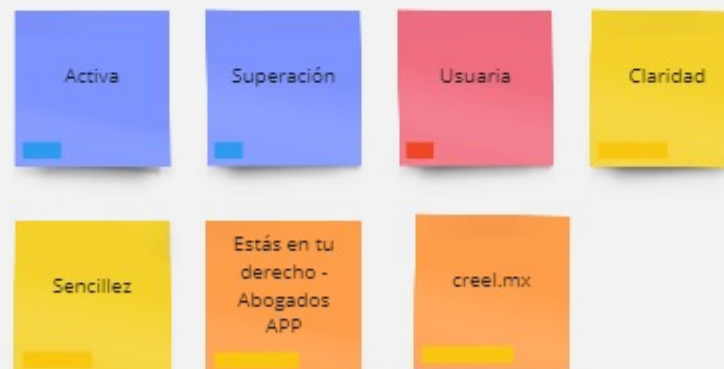 Activa
Superación
Usuaria
Claridad
Sencillez
Estás en tu
derecho -
Abogados
APP
creel.mx